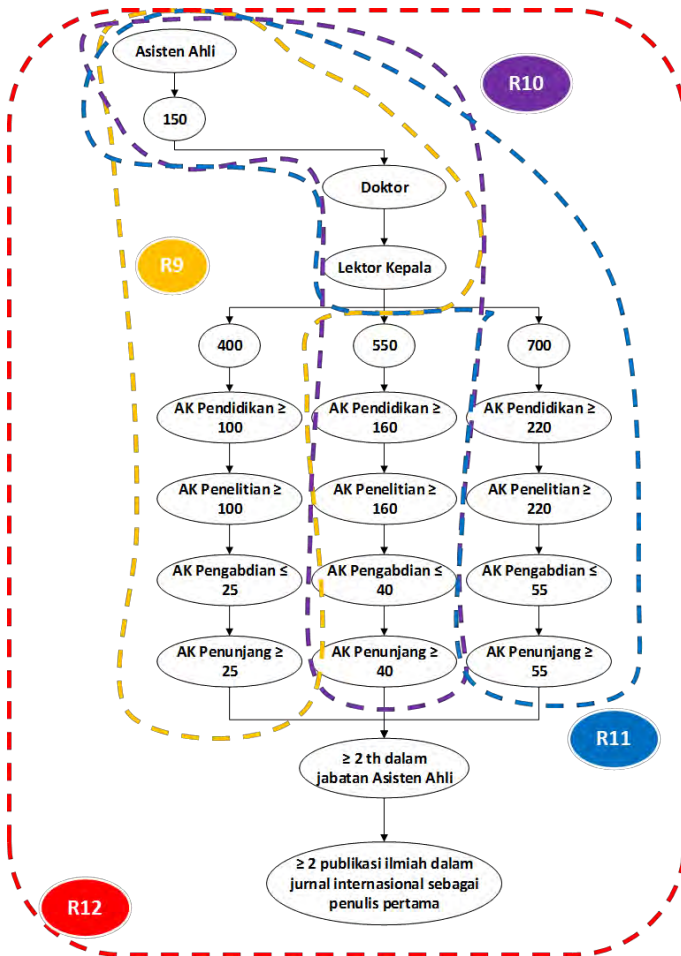 Asisten Ahli
R10
150
Doktor
R9
Lektor Kepala
400
550
700
AK Pendidikan ≥
100
AK Pendidikan ≥
160
AK Pendidikan ≥
220
AK Penelitian ≥
100
AK Penelitian ≥
160
AK Penelitian ≥
220
AK Pengabdian ≤
25
AK Pengabdian ≤
40
AK Pengabdian ≤
55
AK Penunjang ≥
25
AK Penunjang ≥
40
AK Penunjang ≥
55
R11
≥ 2 th dalam
jabatan Asisten Ahli
≥ 2 publikasi ilmiah dalam
jurnal internasional sebagai
penulis pertama
R12